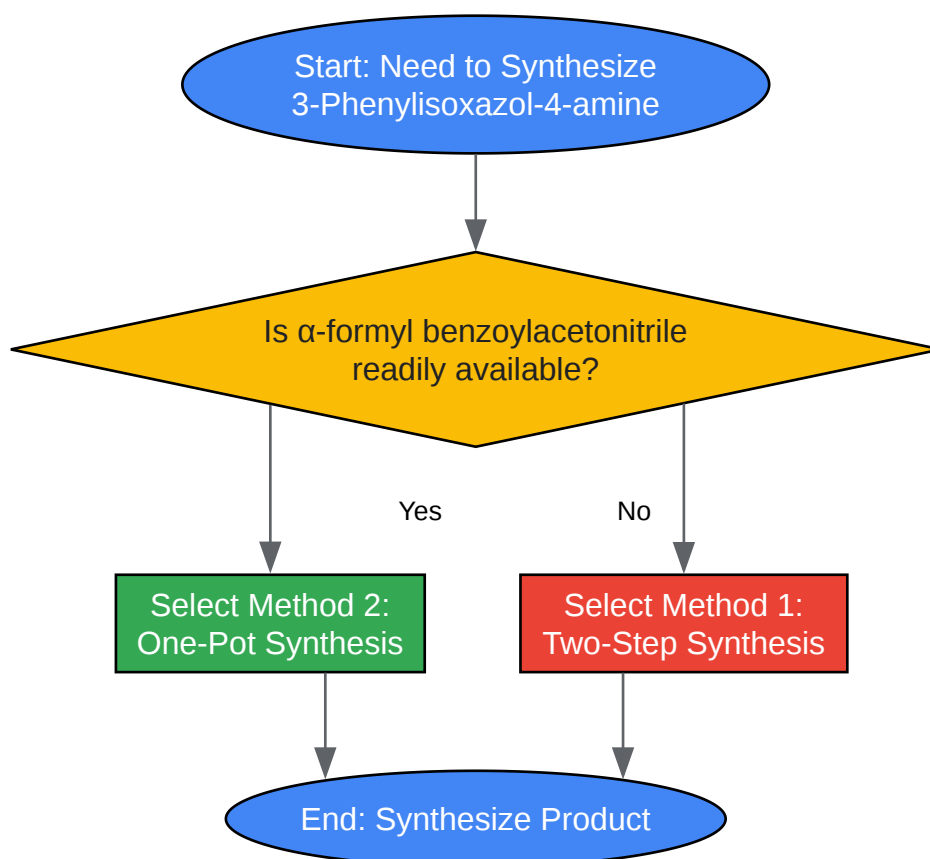 Start: Need to Synthesize
3-Phenylisoxazol-4-amine
Is α-formyl benzoylacetonitrile
readily available?
Yes
No
Select Method 2:
One-Pot Synthesis
Select Method 1:
Two-Step Synthesis
End: Synthesize Product